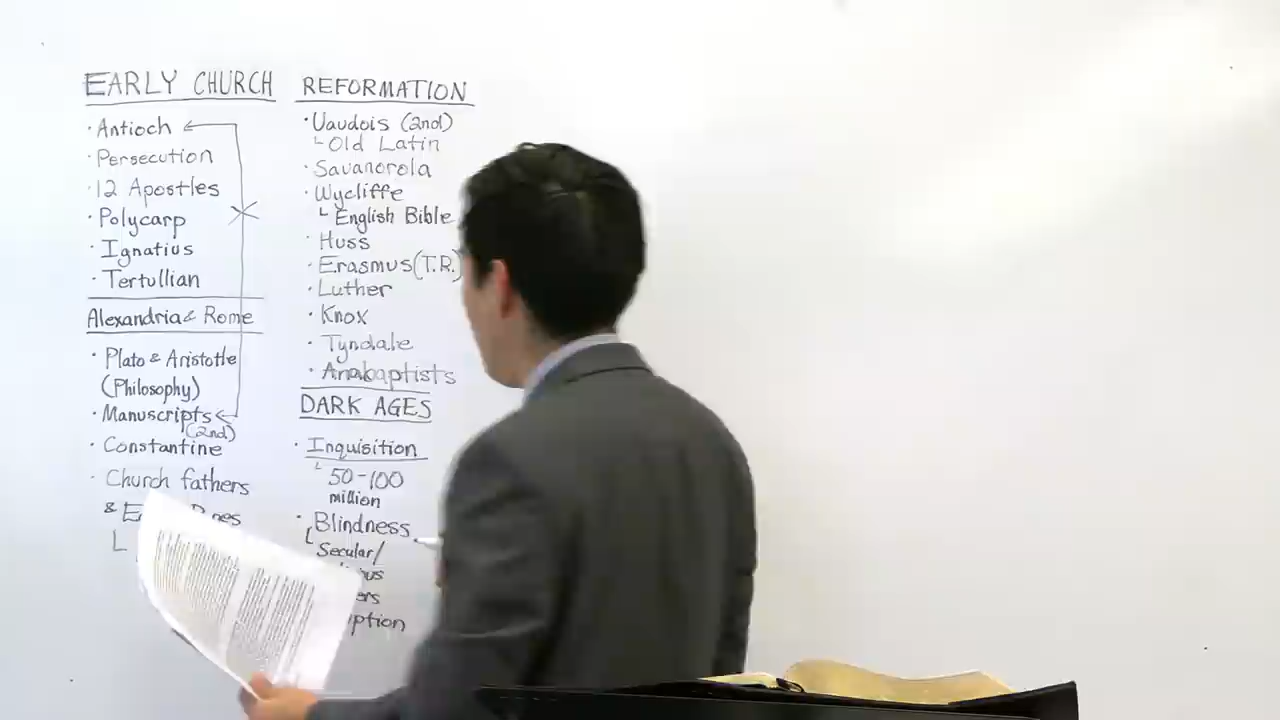 EARLY CHURCH
· Antioch
· Persecution
· 12 Apostles
· Polycarp
· Ignatius
· Tertullian
Alexandria & Rome
· Plato & Aristotle
(Philosophy)
· Manuscripts
(2nd)
· Constantine
· Church fathers
&
REFORMATION
· Vaudois (2nd)
└ Old Latin
· Savanorola
· Wycliffe
└ English Bible
· Huss
· Erasmus (T.R.)
· Luther
· Knox
· Tyndale
· Anabaptists
DARK AGES
· Inquisition
└ 50-100
million
· Blindness
└ Secular/